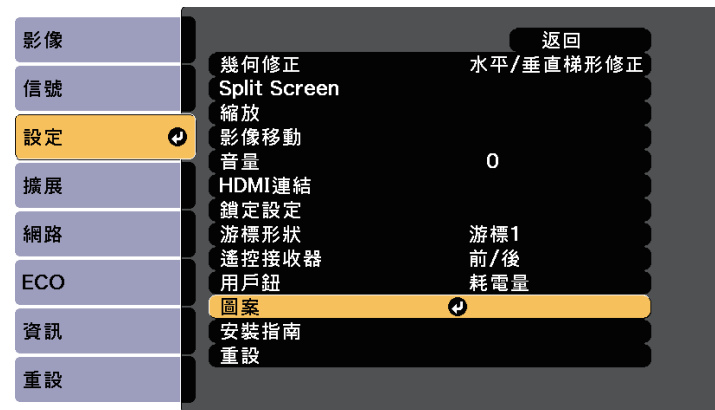 影像
信號
設定
擴展
網路
ECO
資訊
重設
返回
幾何修正 水平/垂直梯形修正
Split Screen
縮放
影像移動
音量 0
HDMI連結
鎖定設定
游標形狀 游標1
遙控接收器 前/後
用戶鈕 耗電量
圖案
安裝指南
重設